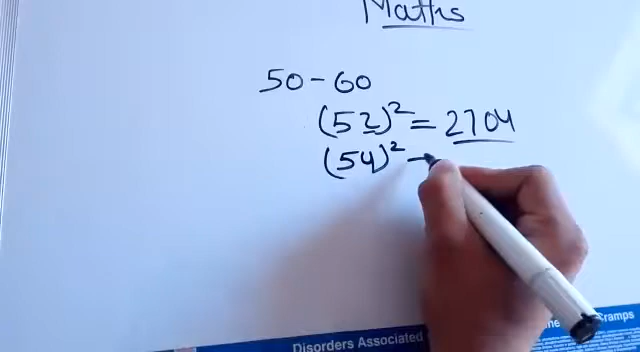 Maths
50 - 60
(52)² = 2704
(54)² -
Disorders Associated
Cramps